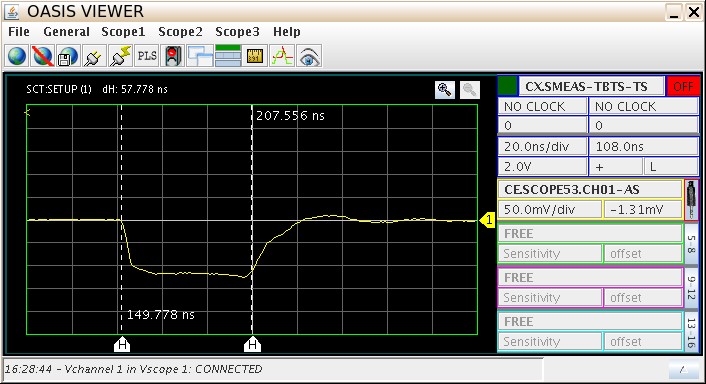 OASIS VIEWER
File General Scope1 Scope2 Scope3 Help
PLS
SCT:SETUP (1) dH: 57.778 ns
207.556 ns
149.778 ns
1
H H
CX.SMEAS-TBTS-TS OFF
NO CLOCK NO CLOCK
0 0
20.0ns/div 108.0ns
2.0V + L
CE.SCOPE53.CH01-AS
50.0mV/div -1.31mV
FREE
Sensitivity offset
5-8
FREE
Sensitivity offset
9-12
FREE
Sensitivity offset
13-16
16:28:44 - Vchannel 1 in Vscope 1: CONNECTED